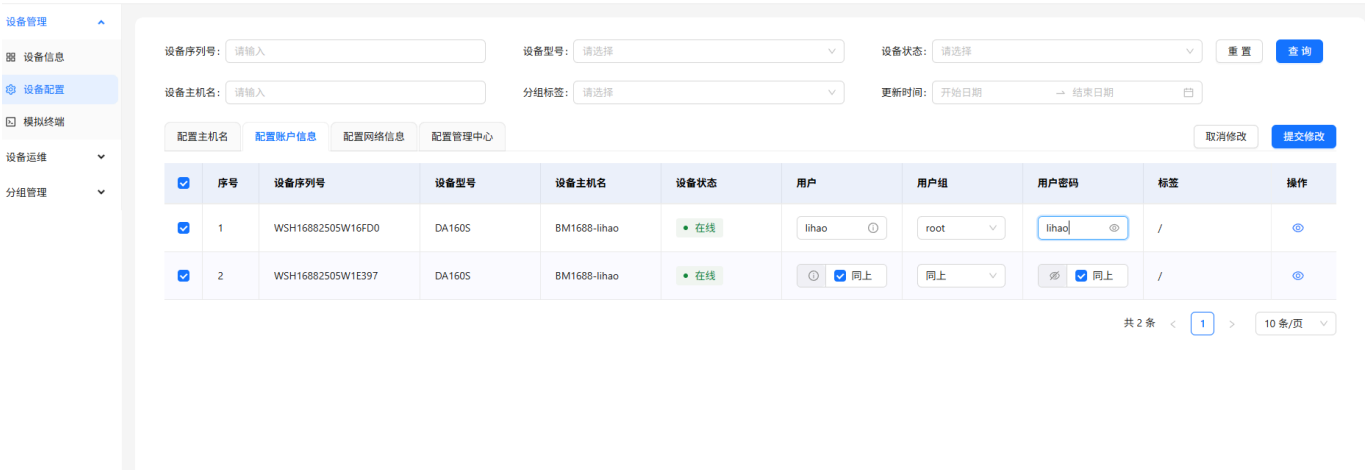 设备管理
设备信息
设备配置
模拟终端
设备运维
分组管理
设备序列号: 请输入 设备型号: 请选择 设备状态: 请选择 重 置 查 询
设备主机名: 请输入 分组标签: 请选择 更新时间: 开始日期 → 结束日期
配置主机名 配置账户信息 配置网络信息 配置管理中心 取消修改 提交修改
序号 设备序列号 设备型号 设备主机名 设备状态 用户 用户组 用户密码 标签 操作
1 WSH16882505W16FD0 DA160S BM1688-lihao 在线 lihao root lihao /
2 WSH16882505W1E397 DA160S BM1688-lihao 在线 同上 同上 同上 /
共 2 条 < 1 > 10 条/页